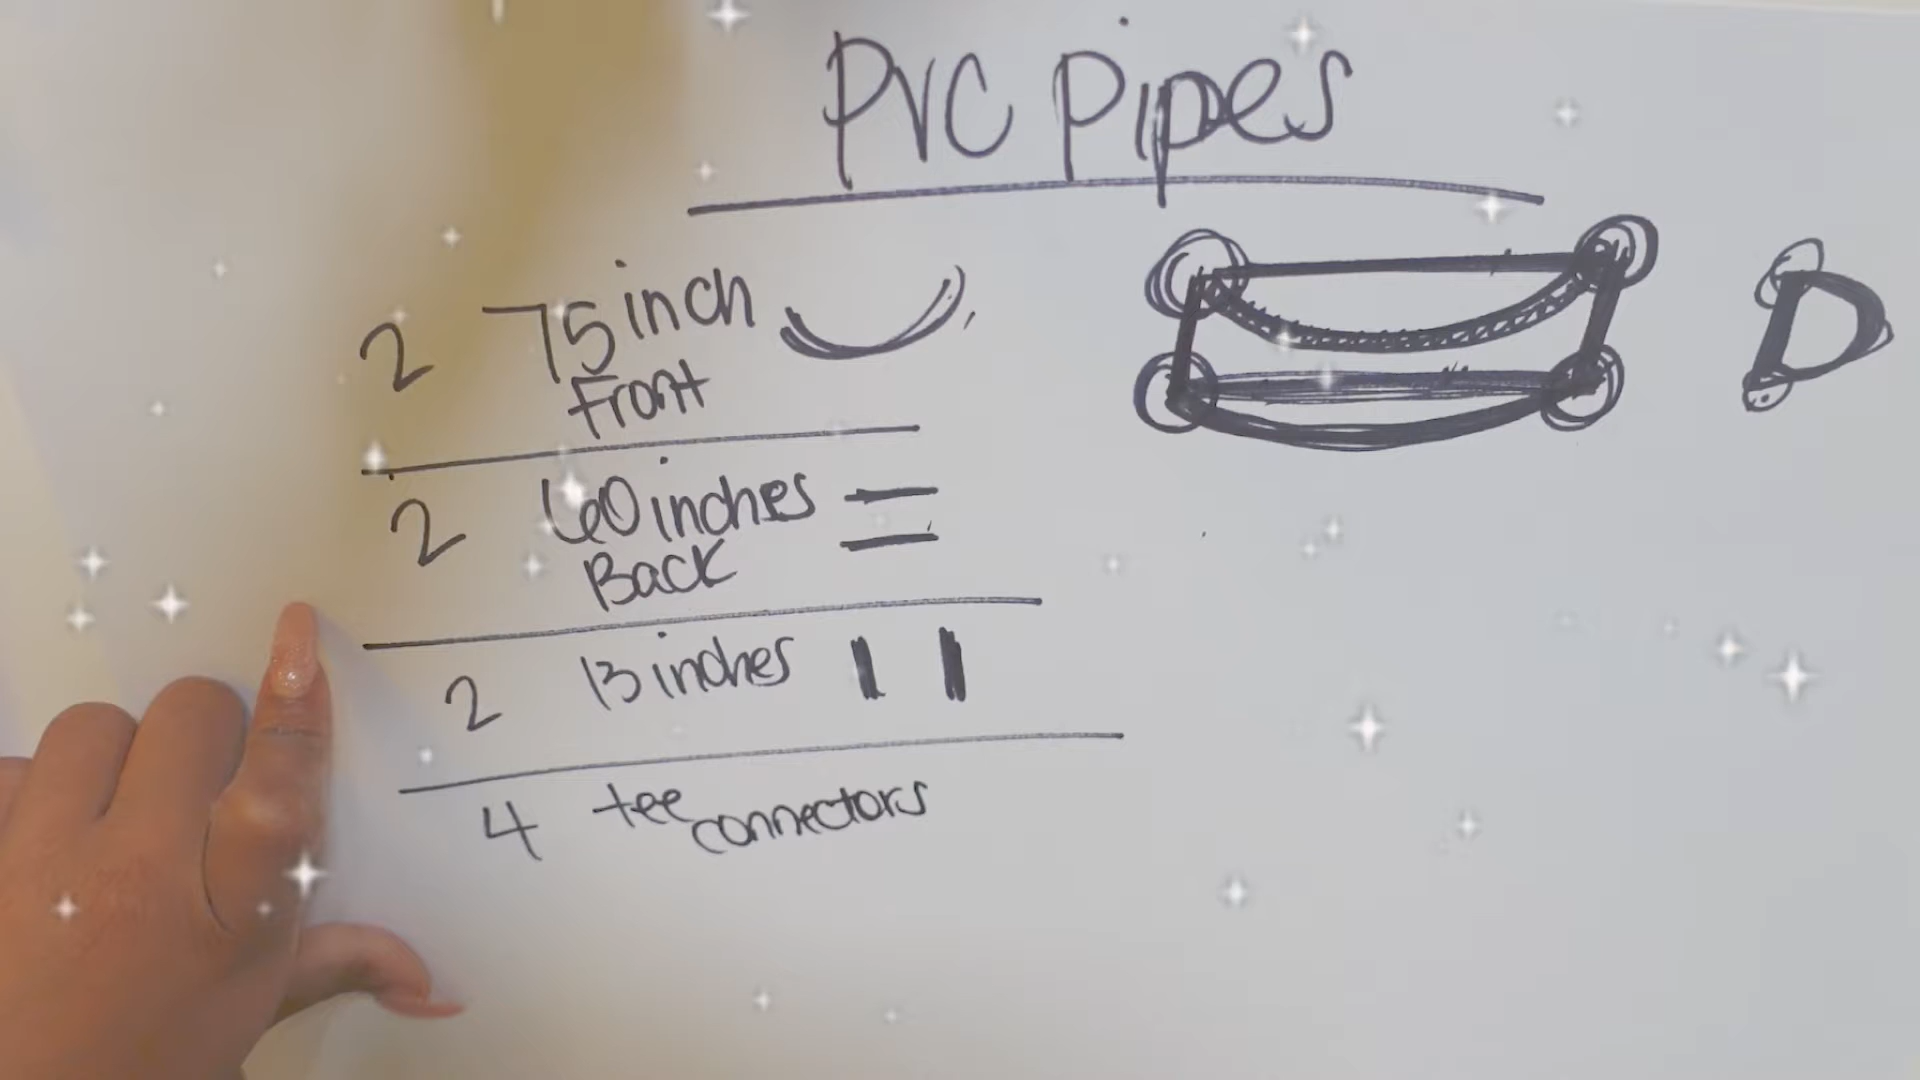 PVC Pipes
2 75 inch
Front
2 60 inches
Back
2 13 inches
4 tee connectors